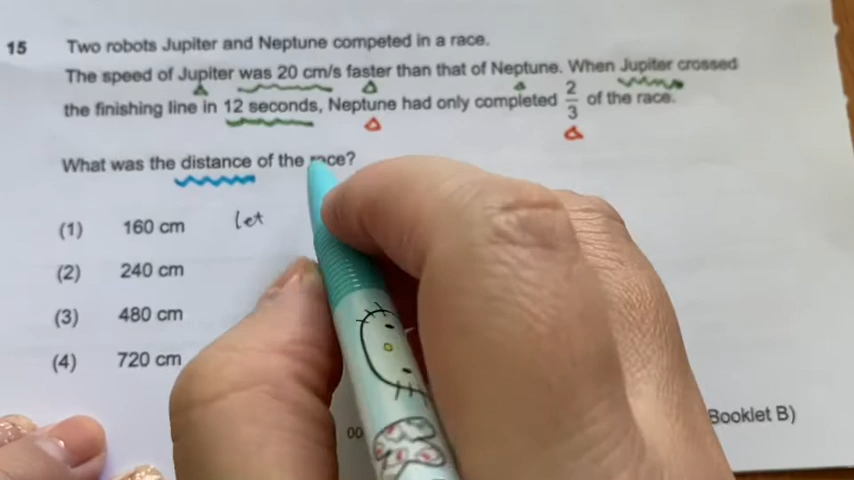 15 Two robots Jupiter and Neptune competed in a race.
The speed of Jupiter was 20 cm/s faster than that of Neptune. When Jupiter crossed
the finishing line in 12 seconds, Neptune had only completed 2/3 of the race.
What was the distance of the race?
(1) 160 cm let
(2) 240 cm
(3) 480 cm
(4) 720 cm
00 Booklet B)